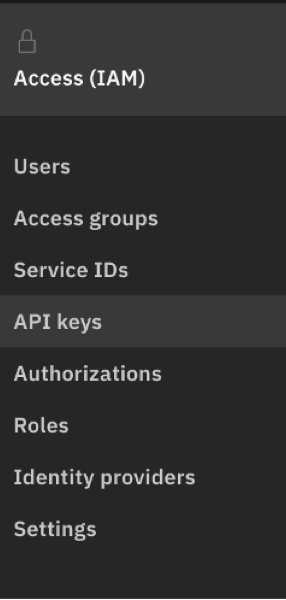 Access (IAM)
Users
Access groups
Service IDs
API keys
Authorizations
Roles
Identity providers
Settings